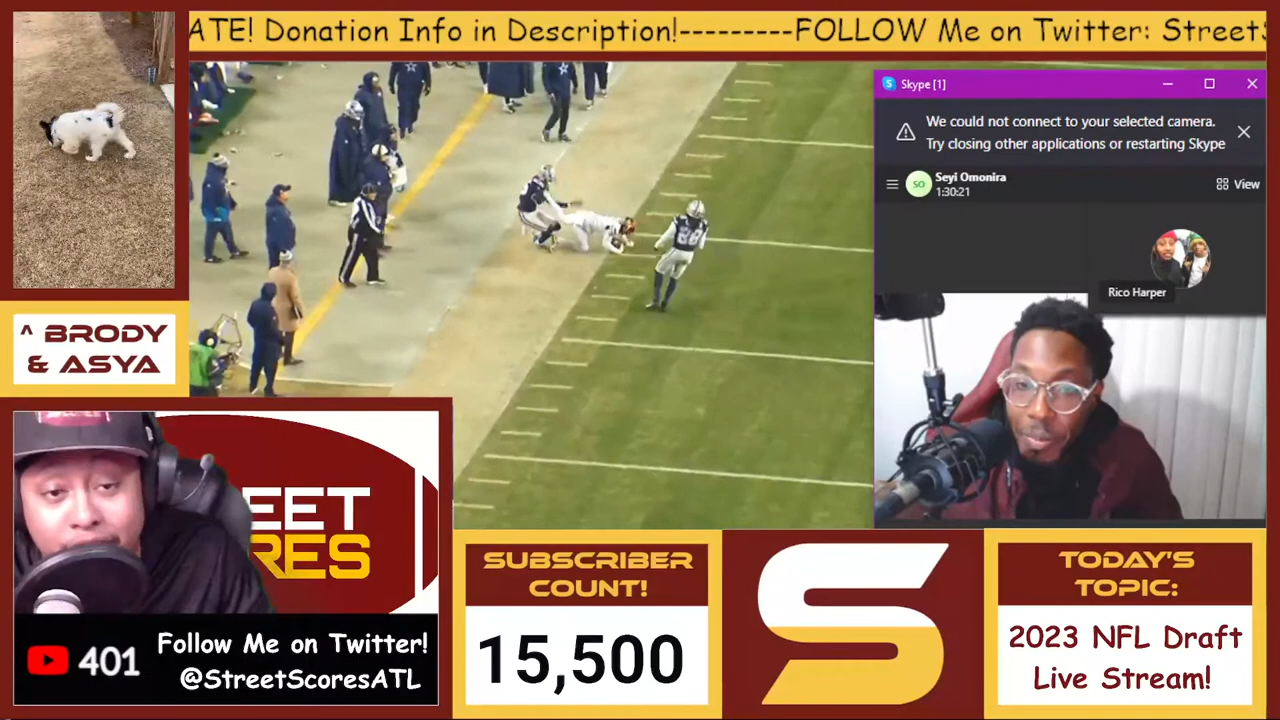 ATE! Donation Info in Description!---------FOLLOW Me on Twitter: Street
Skype [1]
We could not connect to your selected camera.
Try closing other applications or restarting Skype
SO
Seyi Omonira
1:30:21
View
Rico Harper
88
^ BRODY
& ASYA
EET
RES
401
Follow Me on Twitter!
@StreetScoresATL
SUBSCRIBER
COUNT!
15,500
S
TODAY'S
TOPIC:
2023 NFL Draft
Live Stream!